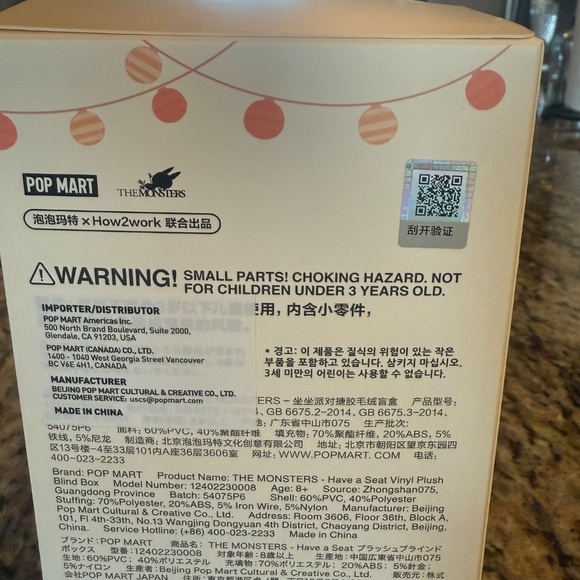 POP MART
THE MONSTERS
泡泡玛特 × How2work 联合出品
刮开验证
WARNING! SMALL PARTS! CHOKING HAZARD. NOT
FOR CHILDREN UNDER 3 YEARS OLD.
IMPORTER/DISTRIBUTOR
POP MART Americas Inc.
500 North Brand Boulevard, Suite 2000,
Glendale, CA 91203, USA
POP MART (CANADA) CO., LTD.
1400 - 1040 West Georgia Street Vancouver
BC V6E 4H1, CANADA
MANUFACTURER
BEIJING POP MART CULTURAL & CREATIVE CO., LTD.
CUSTOMER SERVICE: uscs@popmart.com
MADE IN CHINA
使用，内含小零件，
* 경고: 이 제품은 질식의 위험이 있는 작은
부품을 포함하고 있습니다. 삼키지 마십시오.
3세 미만의 어린이는 사용할 수 없습니다.
ERS – 坐坐派对搪胶毛绒盲盒 产品型号:
GB 6675.2–2014、GB 6675.3–2014、
广东省中山市075 生产批次:
54075P6 面料: 60%PVC, 40%聚酯纤维 填充物: 70%聚酯纤维, 20%ABS, 5%
铁线, 5%尼龙 制造商: 北京泡泡玛特文化创意有限公司 地址: 北京市朝阳区望京东园四
区13号楼-4至33层101内A座36层3606室 网址: WWW.POPMART.COM 电话:
400-023-2233
Brand: POP MART Product Name: THE MONSTERS - Have a Seat Vinyl Plush
Blind Box Model Number: 12402230008 Age: 8+ Source: Zhongshan075,
Guangdong Province Batch: 54075P6 Shell: 60%PVC, 40%Polyester
Stuffing: 70%Polyester, 20%ABS, 5% Iron Wire, 5%Nylon Manufacturer: Beijing
Pop Mart Cultural & Creative Co., Ltd. Address: Room 3606, Floor 36th, Block A,
101, Fl 4th-33th, No.13 Wangjing Dongyuan 4th District, Chaoyang District, Beijing,
China. Service Hotline: (+86) 400-023-2233 Made in China
ブランド: POP MART 商品名: THE MONSTERS - Have a Seat プラッシュブラインド
ボックス 型番: 12402230008 対象年齢: 8歳以上 生産地: 中国広東省中山市075
生地: 60%PVC; 40%ポリエステル 充填物: 70%ポリエステル; 20%ABS; 5%針金;
5%ナイロン 生産者: Beijing Pop Mart Cultural & Creative Co., Ltd. 販売元: 株式
会社POP MART JAPAN